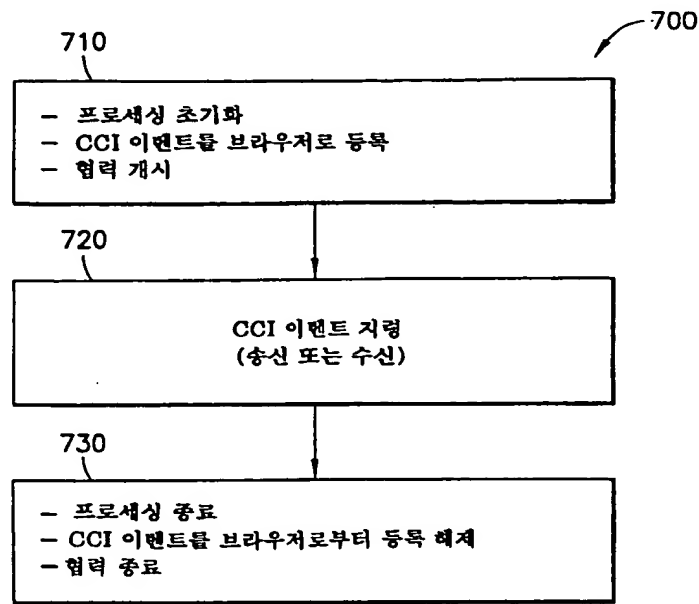 700
710
- 프로세싱 초기화
- CCI 이벤트를 브라우저로 등록
- 협력 개시
720
CCI 이벤트 지령
(송신 또는 수신)
730
- 프로세싱 종료
- CCI 이벤트를 브라우저로부터 등록 해제
- 협력 종료